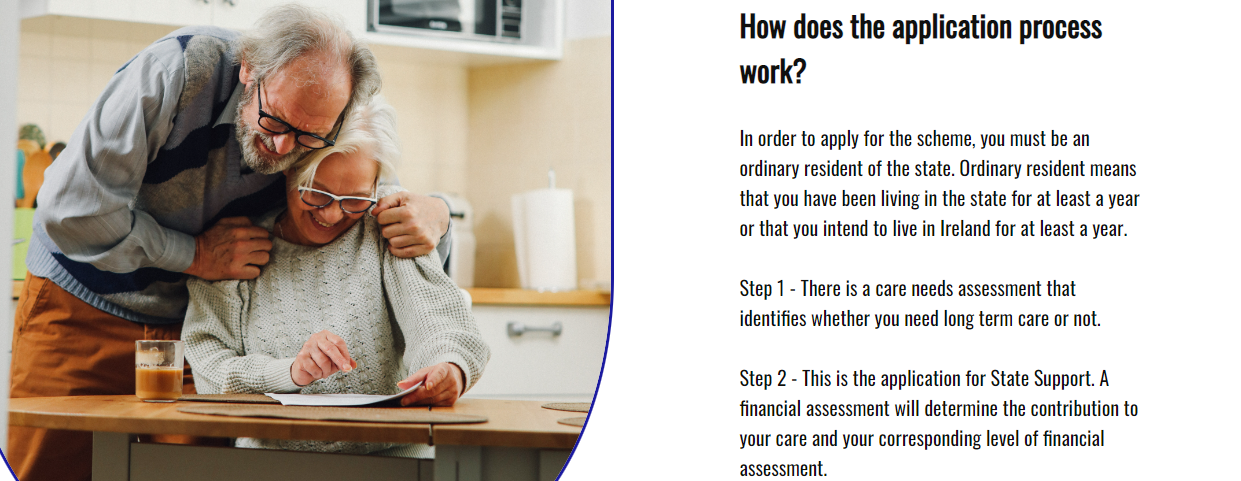 How does the application process
work?
In order to apply for the scheme, you must be an
ordinary resident of the state. Ordinary resident means
that you have been living in the state for at least a year
or that you intend to live in Ireland for at least a year.
Step 1 - There is a care needs assessment that
identifies whether you need long term care or not.
Step 2 - This is the application for State Support. A
financial assessment will determine the contribution to
your care and your corresponding level of financial
assessment.